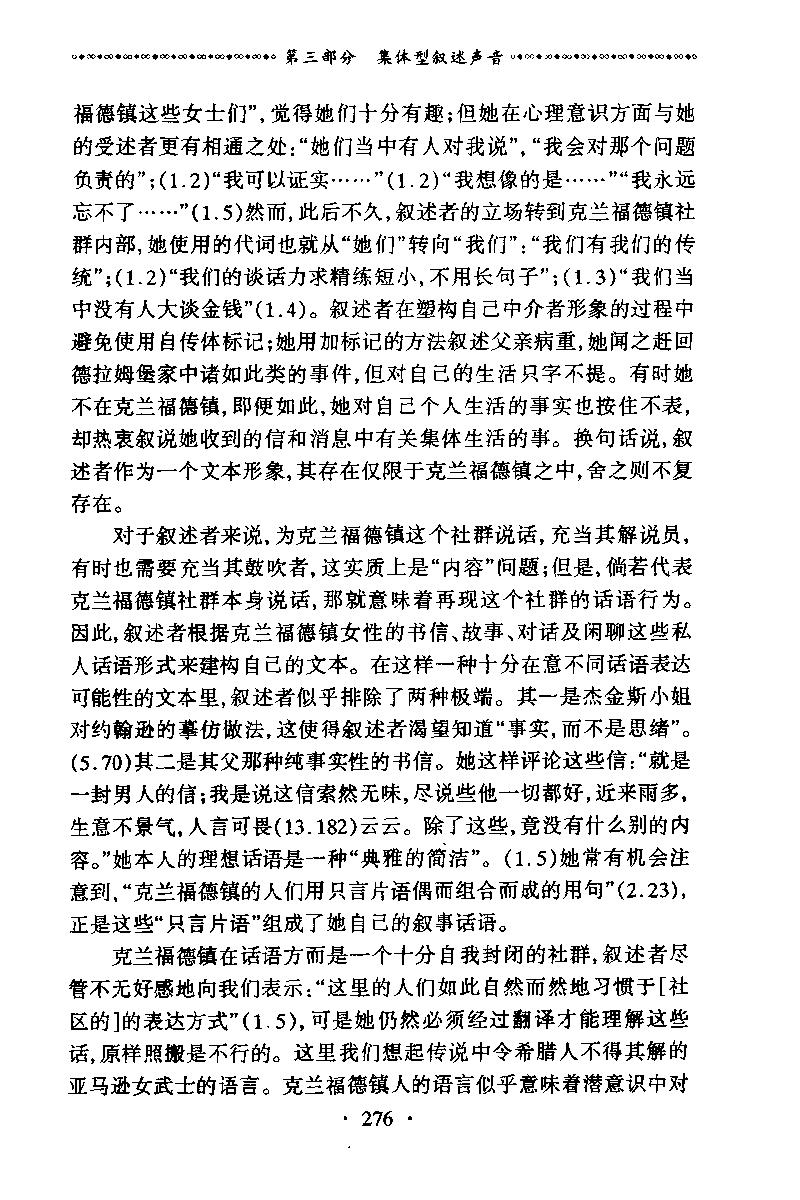 第三部分 集体型叙述声音
福德镇这些女士们”,觉得她们十分有趣;但她在心理意识方面与她
的受述者更有相通之处:“她们当中有人对我说”,“我会对那个问题
负责的”;(1.2)“我可以证实……”(1.2)“我想像的是……”“我永远
忘不了……”(1.5)然而,此后不久,叙述者的立场转到克兰福德镇社
群内部,她使用的代词也就从“她们”转向“我们”:“我们有我们的传
统”;(1.2)“我们的谈话力求精练短小,不用长句子”;(1.3)“我们当
中没有人大谈金钱”(1.4)。叙述者在塑构自己中介者形象的过程中
避免使用自传体标记;她用加标记的方法叙述父亲病重,她闻之赶回
德拉姆堡家中诸如此类的事件,但对自己的生活只字不提。有时她
不在克兰福德镇,即便如此,她对自己个人生活的事实也按住不表,
却热衷叙说她收到的信和消息中有关集体生活的事。换句话说,叙
述者作为一个文本形象,其存在仅限于克兰福德镇之中,舍之则不复
存在。
对于叙述者来说,为克兰福德镇这个社群说话,充当其解说员,
有时也需要充当其鼓吹者,这实质上是“内容”问题;但是,倘若代表
克兰福德镇社群本身说话,那就意味着再现这个社群的话语行为。
因此,叙述者根据克兰福德镇女性的书信、故事、对话及闲聊这些私
人话语形式来建构自己的文本。在这样一种十分在意不同话语表达
可能性的文本里,叙述者似乎排除了两种极端。其一是杰金斯小姐
对约翰逊的摹仿做法,这使得叙述者渴望知道“事实,而不是思绪”。
(5.70)其二是其父那种纯事实性的书信。她这样评论这些信:“就是
一封男人的信;我是说这信索然无味,尽说些他一切都好,近来雨多,
生意不景气,人言可畏(13.182)云云。除了这些,竟没有什么别的内
容。”她本人的理想话语是一种“典雅的简洁”。(1.5)她常有机会注
意到,“克兰福德镇的人们用只言片语偶而组合而成的用句”(2.23),
正是这些“只言片语”组成了她自己的叙事话语。
克兰福德镇在话语方面是一个十分自我封闭的社群,叙述者尽
管不无好感地向我们表示:“这里的人们如此自然而然地习惯于[社
区的]的表达方式”(1.5),可是她仍然必须经过翻译才能理解这些
话,原样照搬是不行的。这里我们想起传说中令希腊人不得其解的
亚马逊女武士的语言。克兰福德镇人的语言似乎意味着潜意识中对
· 276 ·